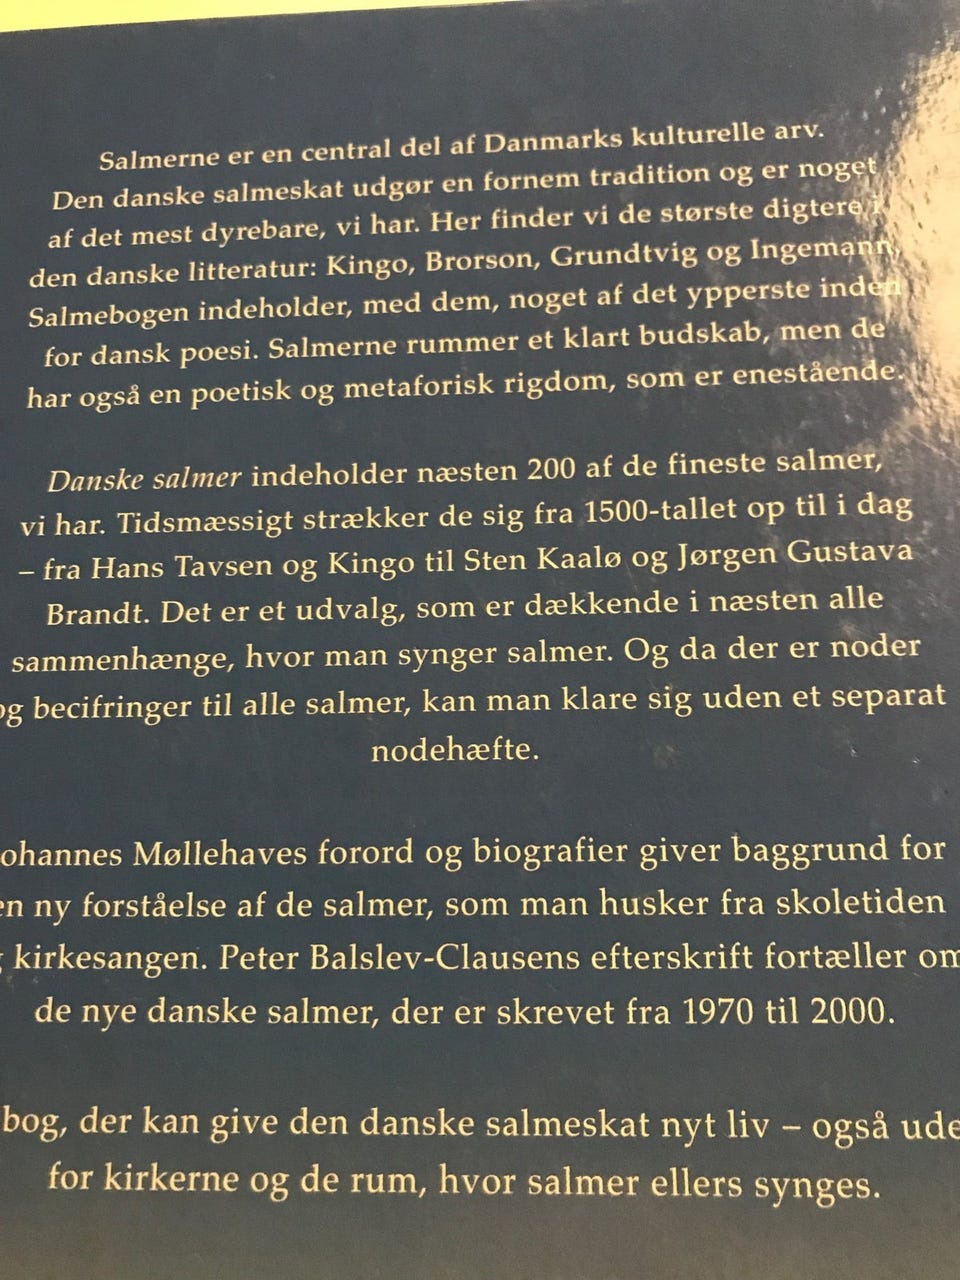 Salmerne er en central del af Danmarks kulturelle arv.
Den danske salmeskat udgør en fornem tradition og er noget
af det mest dyrebare, vi har. Her finder vi de største digtere i
den danske litteratur: Kingo, Brorson, Grundtvig og Ingemann,
Salmebogen indeholder, med dem, noget af det ypperste inden
for dansk poesi. Salmerne rummer et klart budskab, men de
har også en poetisk og metaforisk rigdom, som er enestående.
Danske salmer indeholder næsten 200 af de fineste salmer,
vi har. Tidsmæssigt strækker de sig fra 1500-tallet op til i dag
– fra Hans Tavsen og Kingo til Sten Kaalø og Jørgen Gustava
Brandt. Det er et udvalg, som er dækkende i næsten alle
sammenhænge, hvor man synger salmer. Og da der er noder
og becifringer til alle salmer, kan man klare sig uden et separat
nodehæfte.
ohannes Møllehaves forord og biografier giver baggrund for
en ny forståelse af de salmer, som man husker fra skoletiden
kirkesangen. Peter Balslev-Clausens efterskrift fortæller om
de nye danske salmer, der er skrevet fra 1970 til 2000.
bog, der kan give den danske salmeskat nyt liv – også ude
for kirkerne og de rum, hvor salmer ellers synges.